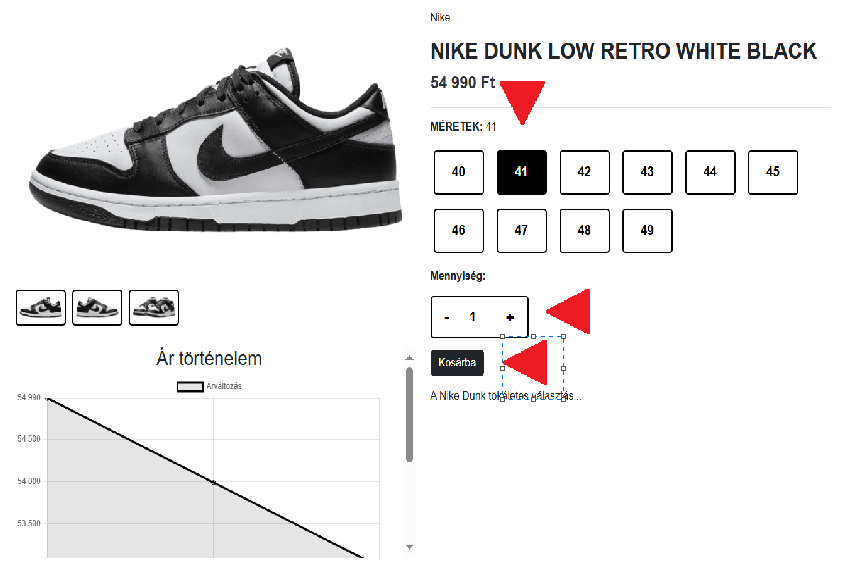 Nike
NIKE DUNK LOW RETRO WHITE BLACK
54 990 Ft
MÉRETEK: 41
40 41 42 43 44 45
46 47 48 49
Mennyiség:
- 1 +
Kosárba
A Nike Dunk tökéletes választás...
Ár történelem
Árváltozás
54 990
54 500
54 000
53 500